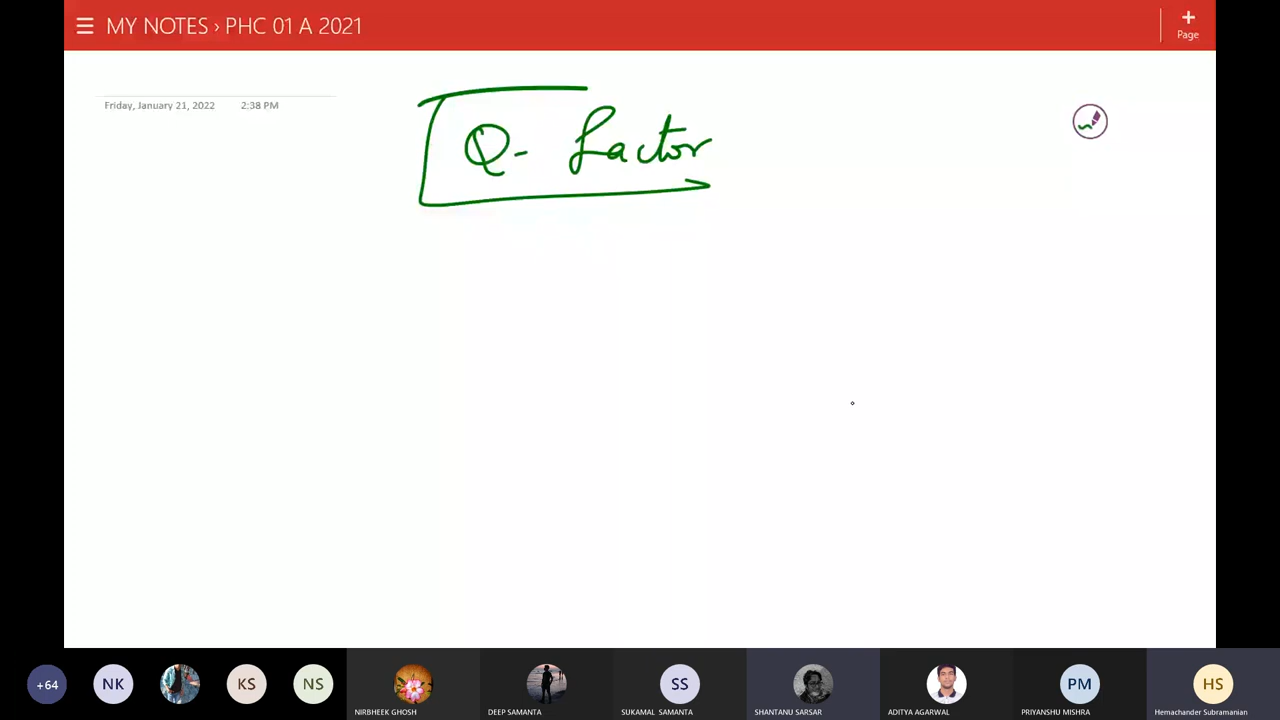 MY NOTES › PHC 01 A 2021
+
Page
Friday, January 21, 2022 2:38 PM
Q- factor
+64
NK
KS
NS
SS
PM
HS
NIRBHEEK GHOSH
DEEP SAMANTA
SUKAMAL SAMANTA
SHANTANU SARSAR
ADITYA AGARWAL
PRIYANSHU MISHRA
Hemachander Subramanian